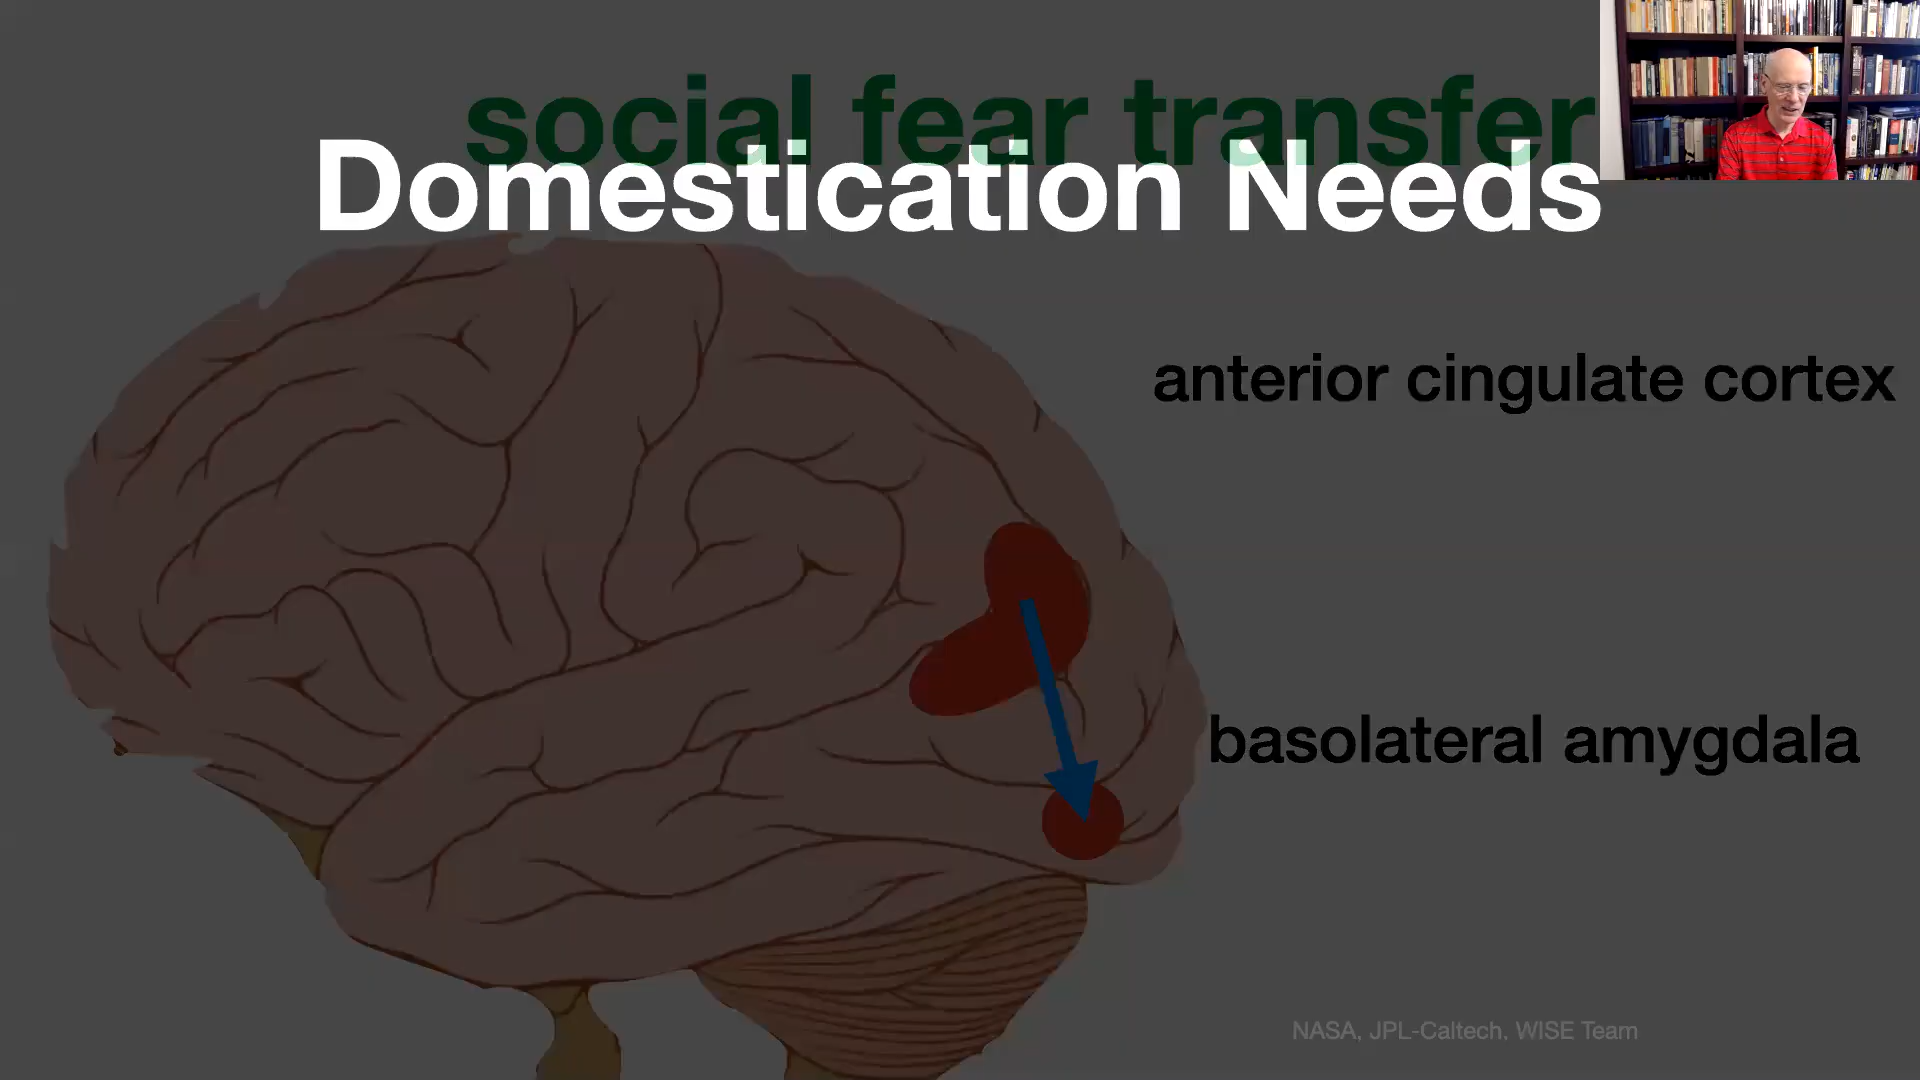 social fear transfer
Domestication Needs
anterior cingulate cortex
basolateral amygdala
NASA, JPL-Caltech, WISE Team